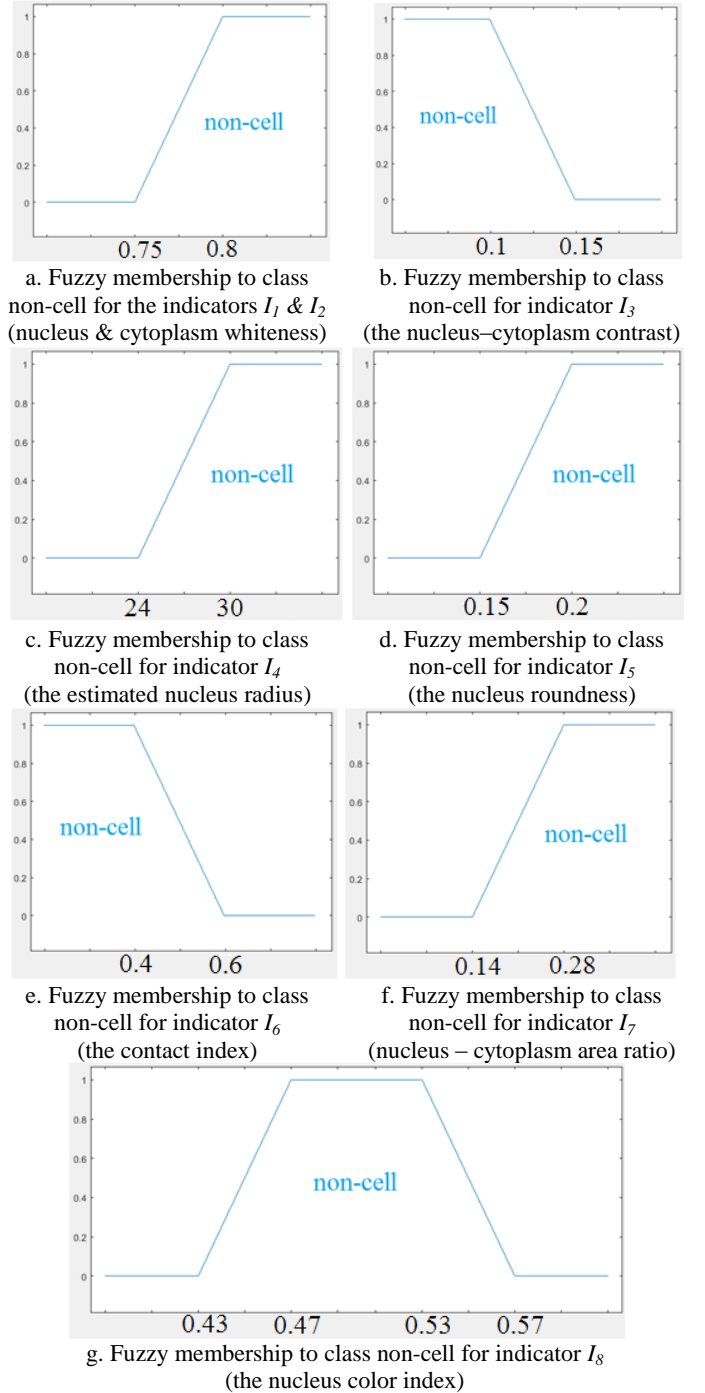 1
0.8
0.6
0.4
0.2
0
non-cell
0.75 0.8
a. Fuzzy membership to class
non-cell for the indicators I1 & I2
(nucleus & cytoplasm whiteness)
1
0.8
0.6
0.4
0.2
0
non-cell
0.1 0.15
b. Fuzzy membership to class
non-cell for indicator I3
(the nucleus–cytoplasm contrast)
1
0.8
0.6
0.4
0.2
0
non-cell
24 30
c. Fuzzy membership to class
non-cell for indicator I4
(the estimated nucleus radius)
1
0.8
0.6
0.4
0.2
0
non-cell
0.15 0.2
d. Fuzzy membership to class
non-cell for indicator I5
(the nucleus roundness)
1
0.8
0.6
0.4
0.2
0
non-cell
0.4 0.6
e. Fuzzy membership to class
non-cell for indicator I6
(the contact index)
1
0.8
0.6
0.4
0.2
0
non-cell
0.14 0.28
f. Fuzzy membership to class
non-cell for indicator I7
(nucleus – cytoplasm area ratio)
1
0.8
0.6
0.4
0.2
0
non-cell
0.43 0.47 0.53 0.57
g. Fuzzy membership to class non-cell for indicator I8
(the nucleus color index)